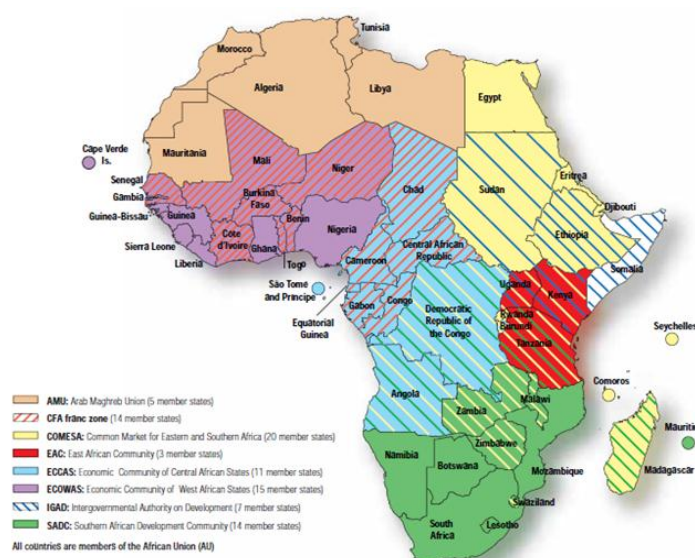 Tunisia
Morocco
Algeria
Libya
Egypt
Cape Verde
Is.
Mauritania
Mali
Niger
Chad
Sudan
Eritrea
Senegal
Gambia
Guinea-Bissau
Guinea
Burkina
Faso
Benin
Nigeria
Djibouti
Ethiopia
Sierra Leone
Côte
d'Ivoire
Ghana
Liberia
Togo
Cameroon
Central African
Republic
Somalia
São Tomé
and Príncipe
Equatorial
Guinea
Gabon
Congo
Democratic
Republic of
the Congo
Uganda
Kenya
Rwanda
Burundi
Tanzania
Seychelles
Comoros
Angola
Zambia
Malawi
Zimbabwe
Mozambique
Madagascar
Mauriti
Namibia
Botswana
Swaziland
South
Africa
Lesotho
AMU: Arab Maghreb Union (5 member states)
CFA franc zone (14 member states)
COMESA: Common Market for Eastern and Southern Africa (20 member states)
EAC: East African Community (3 member states)
ECCAS: Economic Community of Central African States (11 member states)
ECOWAS: Economic Community of West African States (15 member states)
IGAD: Intergovernmental Authority on Development (7 member states)
SADC: Southern African Development Community (14 member states)
All countries are members of the African Union (AU)